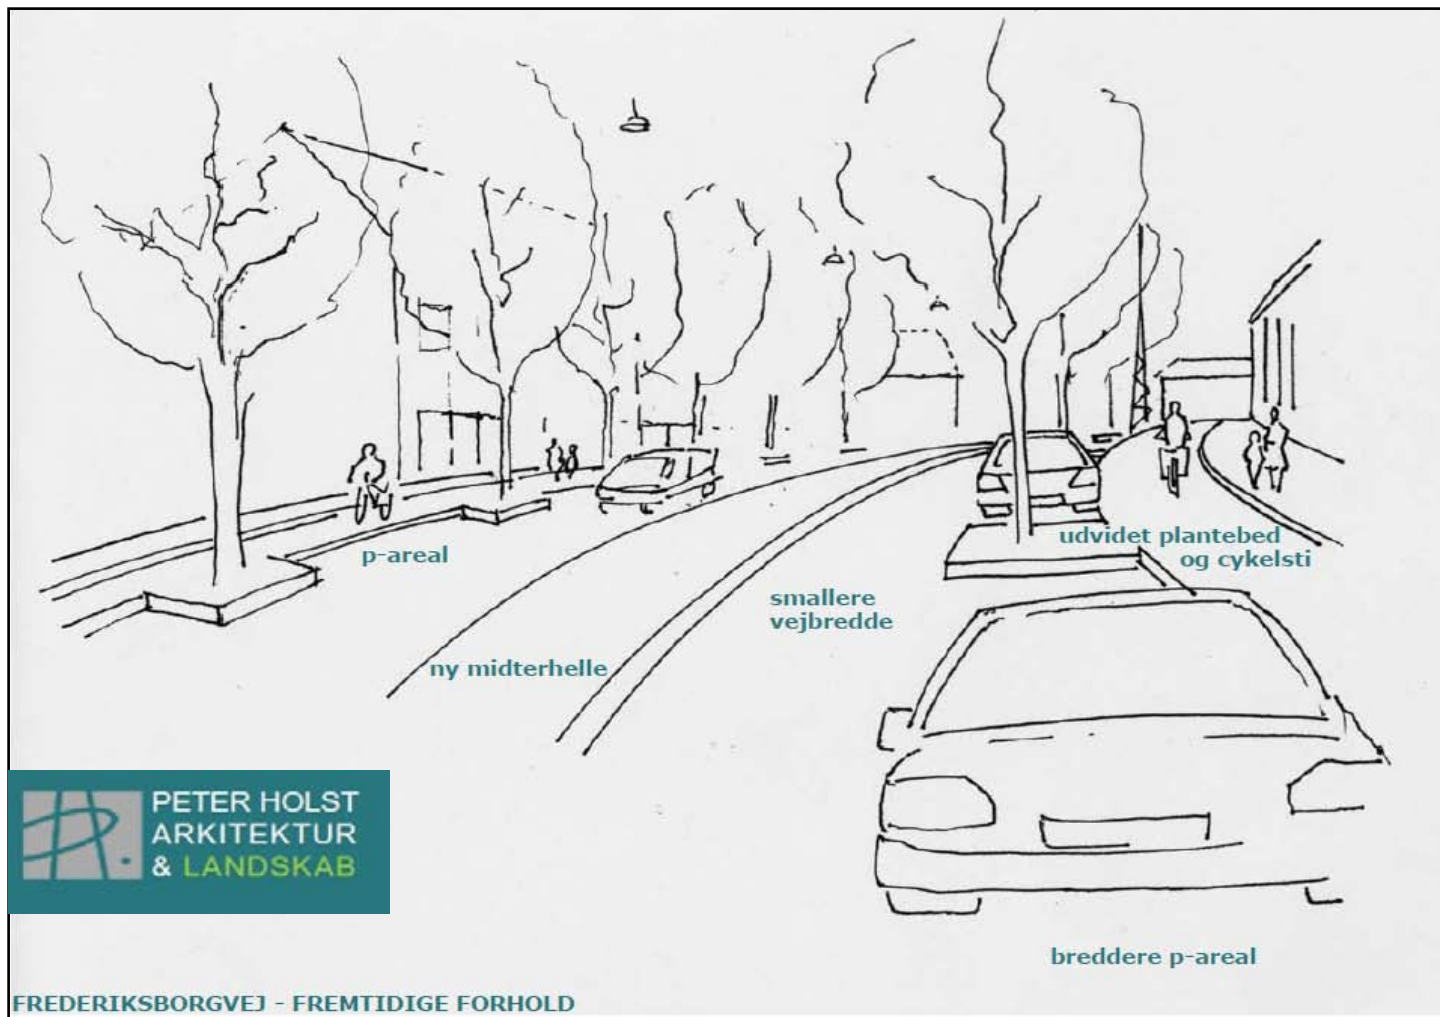 p-areal
udvidet plantebed
og cykelsti
smallere
vejbredde
ny midterhelle
PETER HOLST
ARKITEKTUR
& LANDSKAB
breddere p-areal
FREDERIKSBORGVEJ - FREMTIDIGE FORHOLD